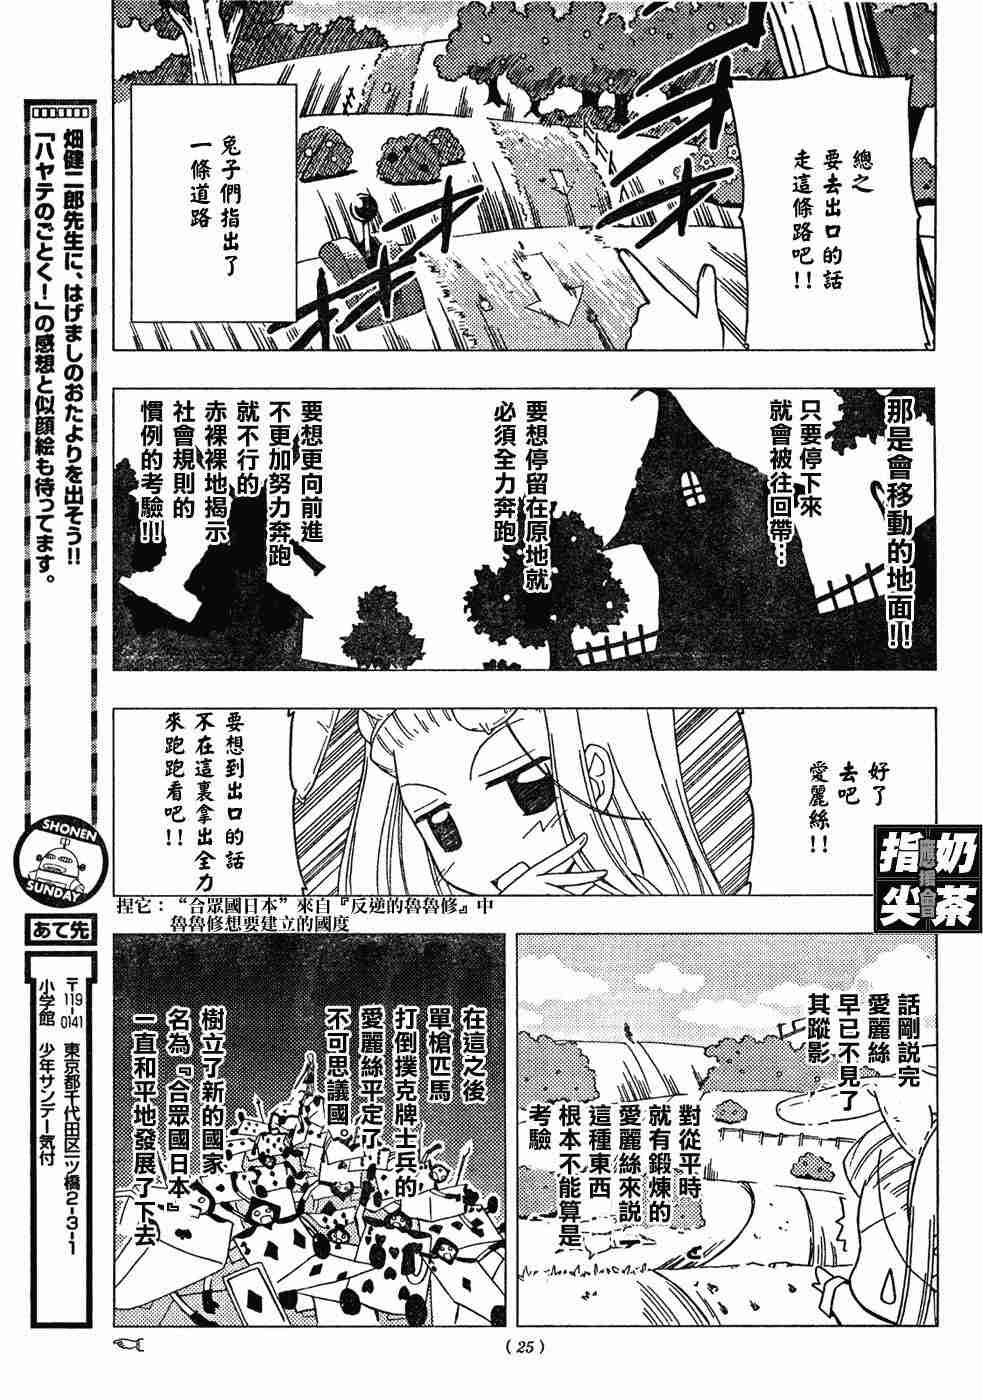 總之
要去出口的話
走這條路吧!!
兔子們指出了
一條道路
那是會移動的地面!!
只要停下來
就會被往回帶…
要想停留在原地就
必須全力奔跑
要想更向前進
不更加努力奔跑
就不行的
赤裸裸地揭示
社會規則的
慣例的考驗!!
好了
去吧
愛麗絲!!
要想到出口的話
不在這裏拿出全力
來跑跑看吧!!
捏它：“合眾國日本”來自『反逆的魯魯修』中
魯魯修想要建立的國度
話剛說完
愛麗絲
早已不見了
其蹤影
對從平時
就有鍛煉的
愛麗絲來說
這種東西
根本不能算是
考驗
在這之後
單槍匹馬
打倒撲克牌士兵的
愛麗絲平定了
不可思議國。
樹立了新的國家
名為『合眾國日本』
一直和平地發展了下去
畑健二郎先生に、はげましのおたよりを出そう!!
「ハヤテのごとく!」の感想と似顔絵も待ってます。
SHONEN
SUNDAY
あて先
〒119-0141 東京都千代田区一ツ橋2-3-1
小学館 少年サンデー気付
指尖
奶茶
應援會
(25)